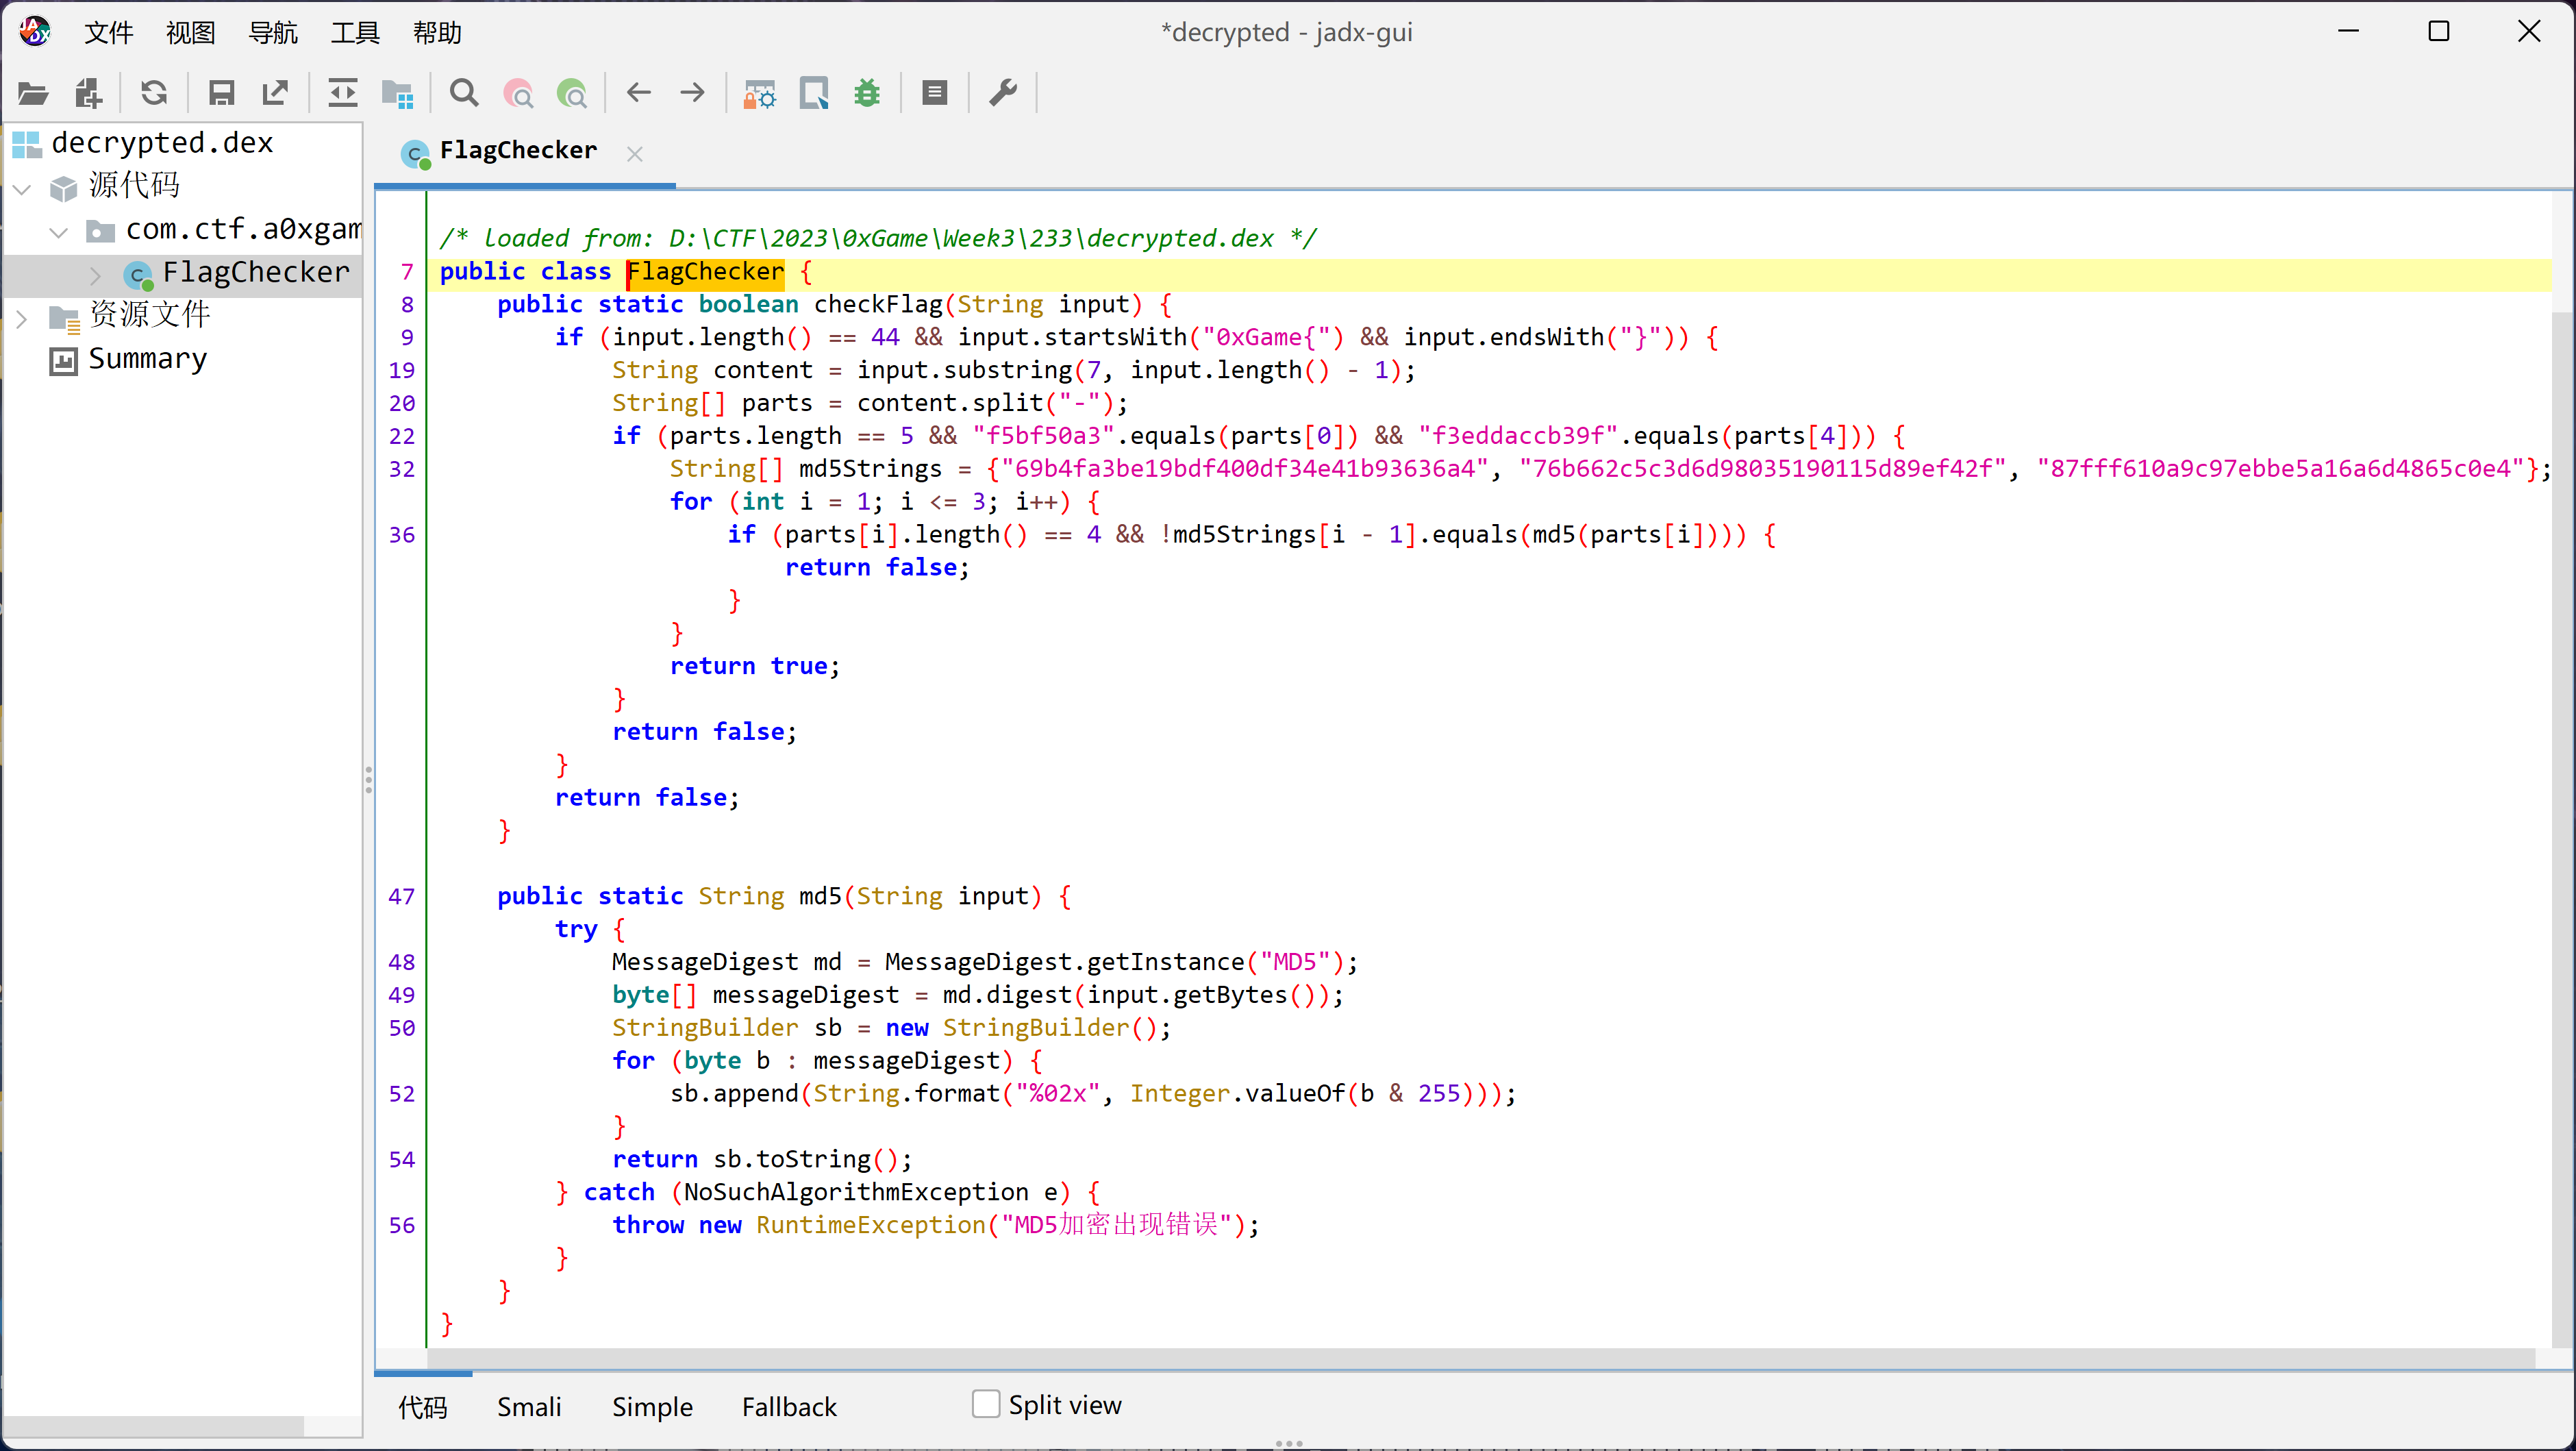 文件 视图 导航 工具 帮助
*decrypted - jadx-gui
decrypted.dex
源代码
com.ctf.a0xgam
FlagChecker
资源文件
Summary
FlagChecker
/* loaded from: D:\CTF\2023\0xGame\Week3\233\decrypted.dex */
7 public class FlagChecker {
8 public static boolean checkFlag(String input) {
9 if (input.length() == 44 && input.startsWith("0xGame{") && input.endsWith("}")) {
19 String content = input.substring(7, input.length() - 1);
20 String[] parts = content.split("-");
22 if (parts.length == 5 && "f5bf50a3".equals(parts[0]) && "f3eddaccb39f".equals(parts[4])) {
32 String[] md5Strings = {"69b4fa3be19bdf400df34e41b93636a4", "76b662c5c3d6d98035190115d89ef42f", "87fff610a9c97ebbe5a16a6d4865c0e4"};
for (int i = 1; i <= 3; i++) {
36 if (parts[i].length() == 4 && !md5Strings[i - 1].equals(md5(parts[i]))) {
return false;
}
}
return true;
}
return false;
}
return false;
}
47 public static String md5(String input) {
try {
48 MessageDigest md = MessageDigest.getInstance("MD5");
49 byte[] messageDigest = md.digest(input.getBytes());
50 StringBuilder sb = new StringBuilder();
for (byte b : messageDigest) {
52 sb.append(String.format("%02x", Integer.valueOf(b & 255)));
}
54 return sb.toString();
} catch (NoSuchAlgorithmException e) {
56 throw new RuntimeException("MD5加密出现错误");
}
}
}
代码 Smali Simple Fallback Split view